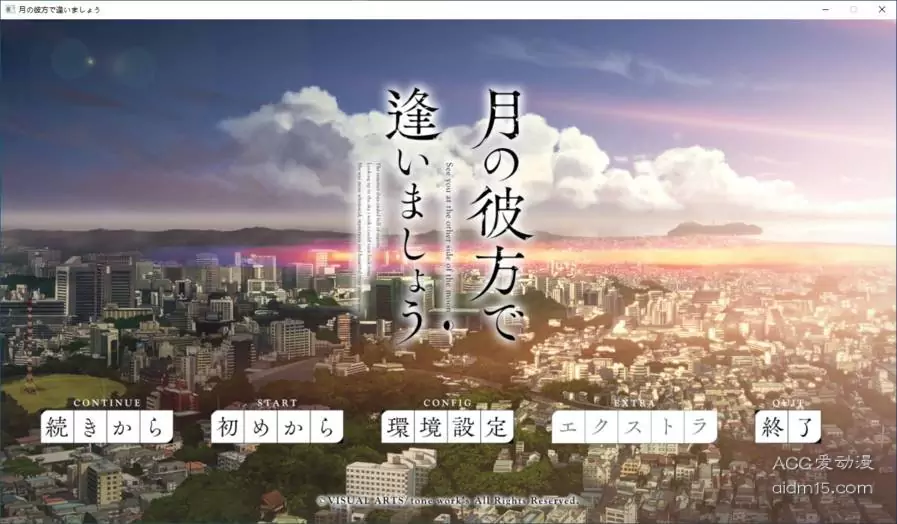 月の彼方で逢いましょう
月の彼方で
逢いましょう
See you at the other side of the moon
CONTINUE
続きから
START
初めから
CONFIG
環境設定
EXTRA
エクストラ
QUIT
終了
ACG爱动漫
aidm15.com
©VISUAL ARTS/tone work's All Rights Reserved.